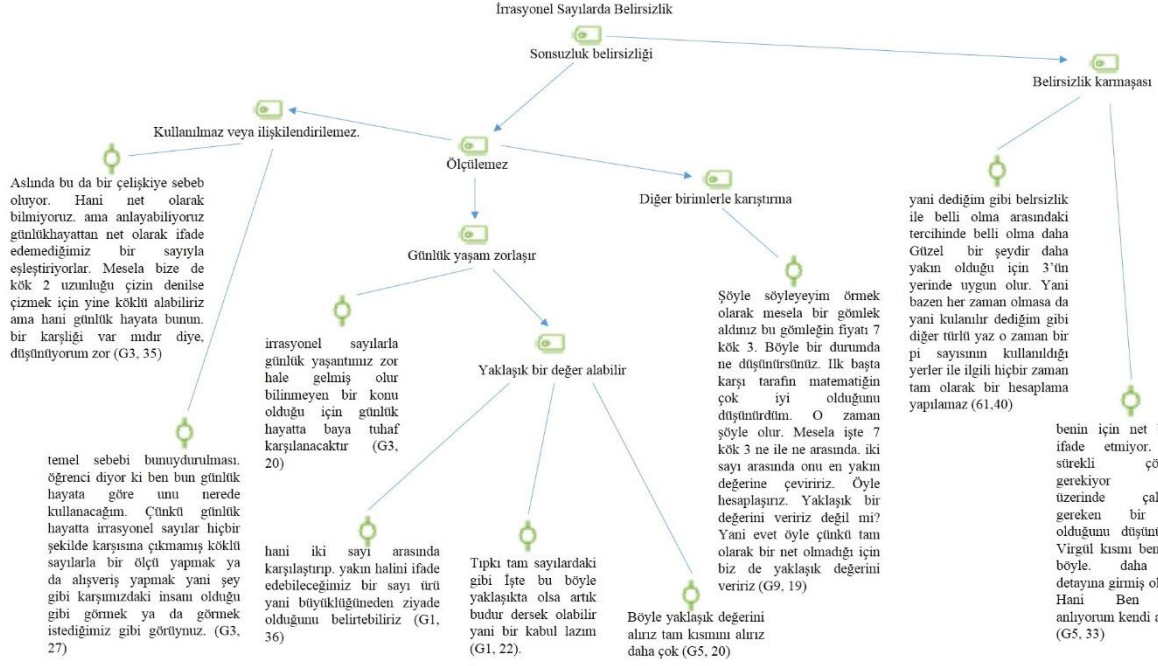 İrrasyonel Sayılarda Belirsizlik
Sonsuzluk belirsizliği
Belirsizlik karmaşası
Kullanılmaz veya ilişkilendirilemez.
Ölçülemez
Diğer birimlerle karıştırma
Günlük yaşam zorlaşır
Yaklaşık bir değer alabilir
Aslında bu da bir çelişkiye sebeb
oluyor. Hani net olarak
bilmiyoruz. ama anlayabiliyoruz
günlükhayattan net olarak ifade
edemediğimiz bir sayıyla
eşleştiriyorlar. Mesela bize de
kök 2 uzunluğu çizin denilse
çizmek için yine köklü alabiliriz
ama hani günlük hayata bunun.
bir karşliği var mıdır diye,
düşünüyorum zor (G3, 35)
temel sebebi bunuydurulması.
öğrenci diyor ki ben bun günlük
hayata göre unu nerede
kullanacağım. Çünkü günlük
hayatta irrasyonel sayılar hiçbir
şekilde karşısına çıkmamış köklü
sayılarla bir ölçü yapmak ya
da alışveriş yapmak yani şey
gibi karşımızdaki insanı olduğu
gibi görmek ya da görmek
istediğimiz gibi görüynuz. (G3,
27)
irrasyonel sayılarla
günlük yaşantımız zor
hale gelmiş olur
bilinmeyen bir konu
olduğu için günlük
hayatta baya tuhaf
karşılanacaktır (G3,
20)
hani iki sayı arasında
karşılaştırıp. yakın halini ifade
edebileceğimiz bir sayı ürü
yani büyüklüğüneden ziyade
olduğunu belirtebiliriz (G1,
36)
Tıpkı tam sayılardaki
gibi İşte bu böyle
yaklaşıkta olsa artık
budur dersek olabilir
yani bir kabul lazım
(G1, 22).
Böyle yaklaşık değerini
alırız tam kısmını alırız
daha çok (G5, 20)
Şöyle söyleyeyim örmek
olarak mesela bir gömlek
aldınız bu gömleğin fiyatı 7
kök 3. Böyle bir durumda
ne düşünürsünüz. Ilk başta
karşı tarafın matematiğin
çok iyi olduğunu
düşünürdüm. O zaman
şöyle olur. Mesela işte 7
kök 3 ne ile ne arasında. iki
sayı arasında onu en yakın
değerine çeviririz. Öyle
hesaplaşırız. Yaklaşık bir
değerini veririz değil mi?
Yani evet öyle çünkü tam
olarak bir net olmadığı için
biz de yaklaşık değerini
veririz (G9, 19)
yani dediğim gibi belrsizlik
ile belli olma arasındaki
tercihinde belli olma daha
Güzel bir şeydir daha
yakın olduğu için 3'ün
yerinde uygun olur. Yani
bazen her zaman olmasa da
yani kulanılır dediğim gibi
diğer türlü yaz o zaman bir
pi sayısının kullanıldığı
yerler ile ilgili hiçbir zaman
tam olarak bir hesaplama
yapılamaz (61,40)
benin için net
ifade etmiyor.
sürekli
gerekiyor
üzerinde
gereken bir
Virgül kısmı
böyle. daha
detayına girmiş
Hani Ben
anlıyorum kendi
(G5, 33)